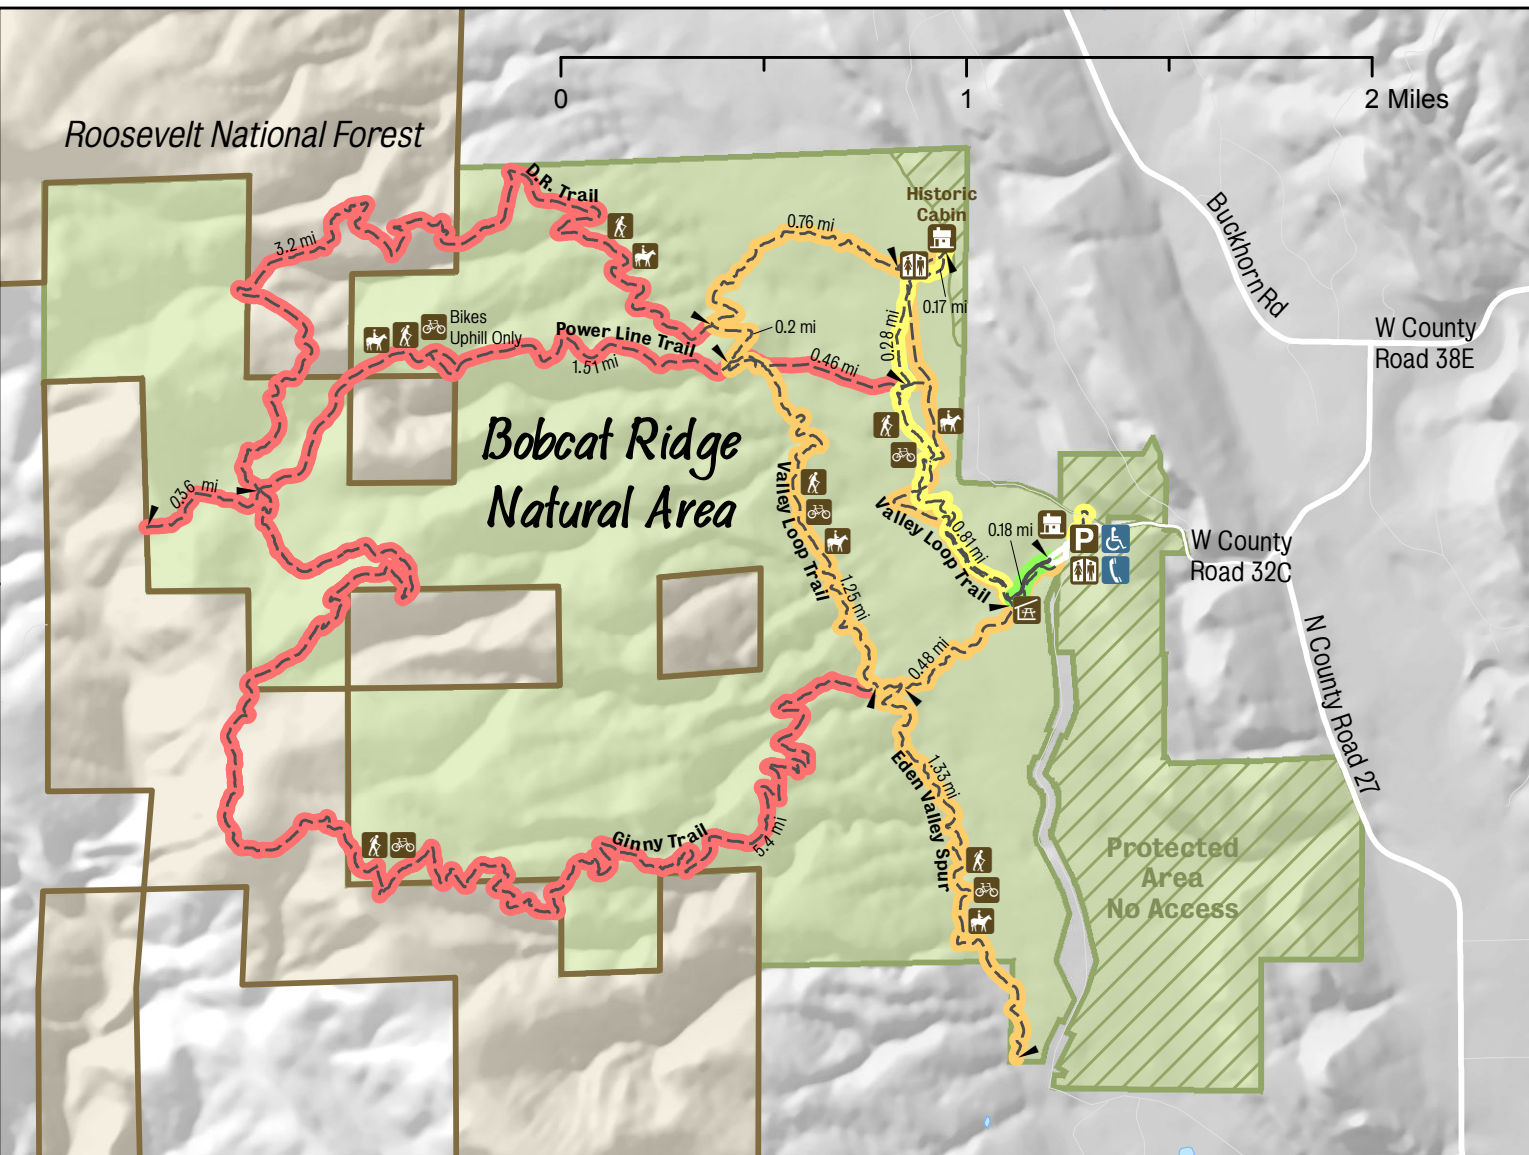 0
1
2 Miles
Roosevelt National Forest
D.R. Trail
Historic
Cabin
0.76 mi
3.2 mi
Buckhorn Rd
0.17 mi
Bikes
Uphill Only
Power Line Trail
0.2 mi
0.28 mi
W County
Road 38E
1.51 mi
0.46 mi
Bobcat Ridge
Natural Area
Valley Loop Trail
0.36 mi
Valley Loop Trail
0.81 mi
0.18 mi
P
W County
Road 32C
1.25 mi
N County Road 27
0.48 mi
Eden Valley Spur
1.33mi
Ginny Trail
5.4 mi
Protected
Area
No Access